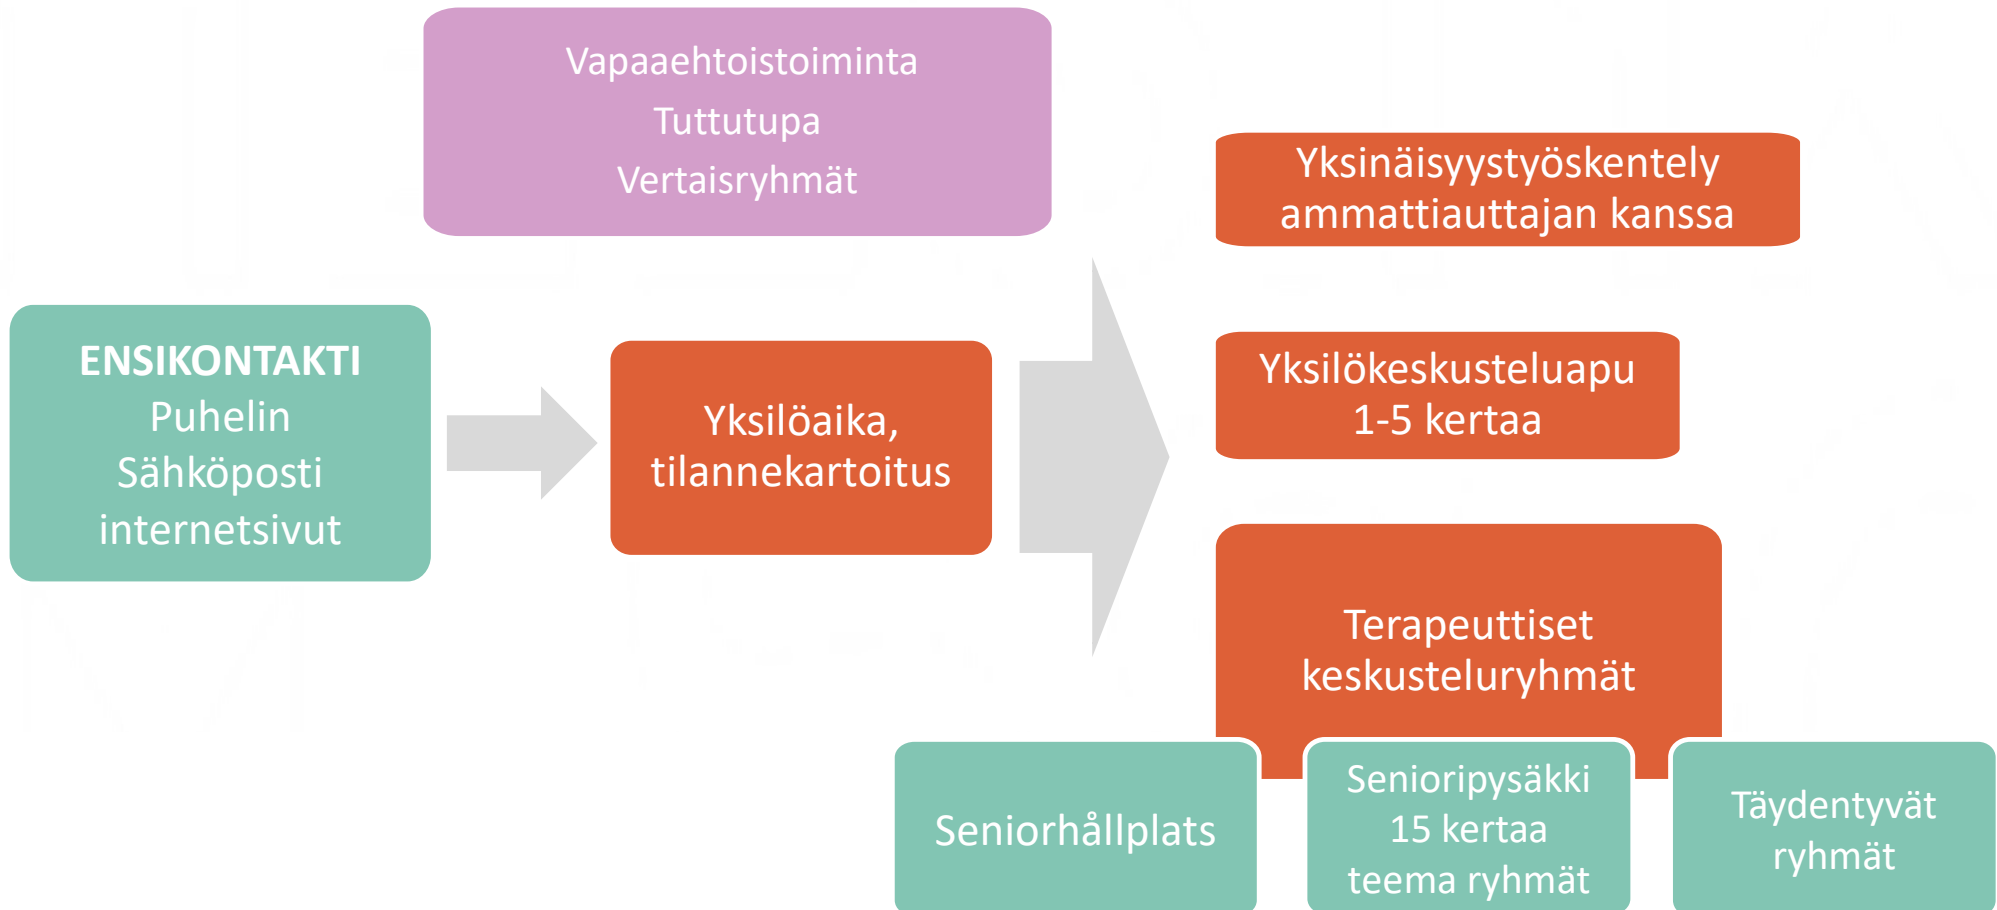 Vapaaehtoistoiminta
Tuttutupa
Vertaisryhmät
Yksinäisyystyöskentely
ammattiauttajan kanssa
ENSIKONTAKTI
Puhelin
Sähköposti
internetsivut
Yksilöaika,
tilannekartoitus
Yksilökeskusteluapu
1-5 kertaa
Terapeuttiset
keskusteluryhmät
Seniorhållplats
Senioripysäkki
15 kertaa
teema ryhmät
Täydentyvät
ryhmät